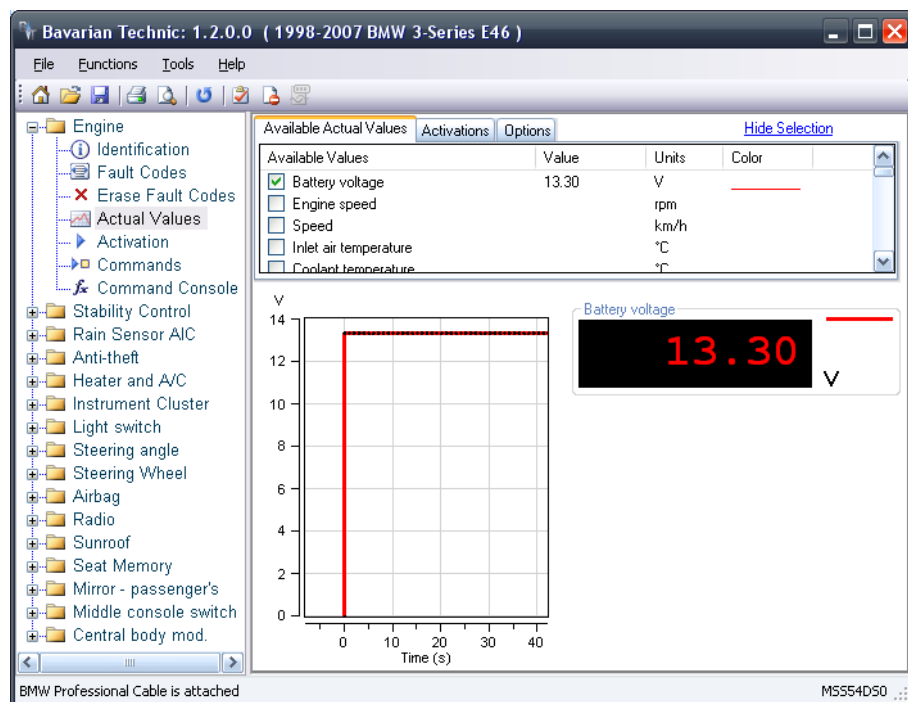 Bavarian Technic: 1.2.0.0 ( 1998-2007 BMW 3-Series E46 )
File Functions Tools Help
Engine
Identification
Fault Codes
Erase Fault Codes
Actual Values
Activation
Commands
fx Command Console
Stability Control
Rain Sensor AIC
Anti-theft
Heater and A/C
Instrument Cluster
Light switch
Steering angle
Steering Wheel
Airbag
Radio
Sunroof
Seat Memory
Mirror - passenger's
Middle console switch
Central body mod.
Available Actual Values Activations Options Hide Selection
Available Values Value Units Color
Battery voltage 13.30 V
Engine speed rpm
Speed km/h
Inlet air temperature °C
Coolant temperature °C
V
14
12
10
8
6
4
2
0
0 10 20 30 40
Time (s)
Battery voltage
13.30
V
BMW Professional Cable is attached MSS54DS0